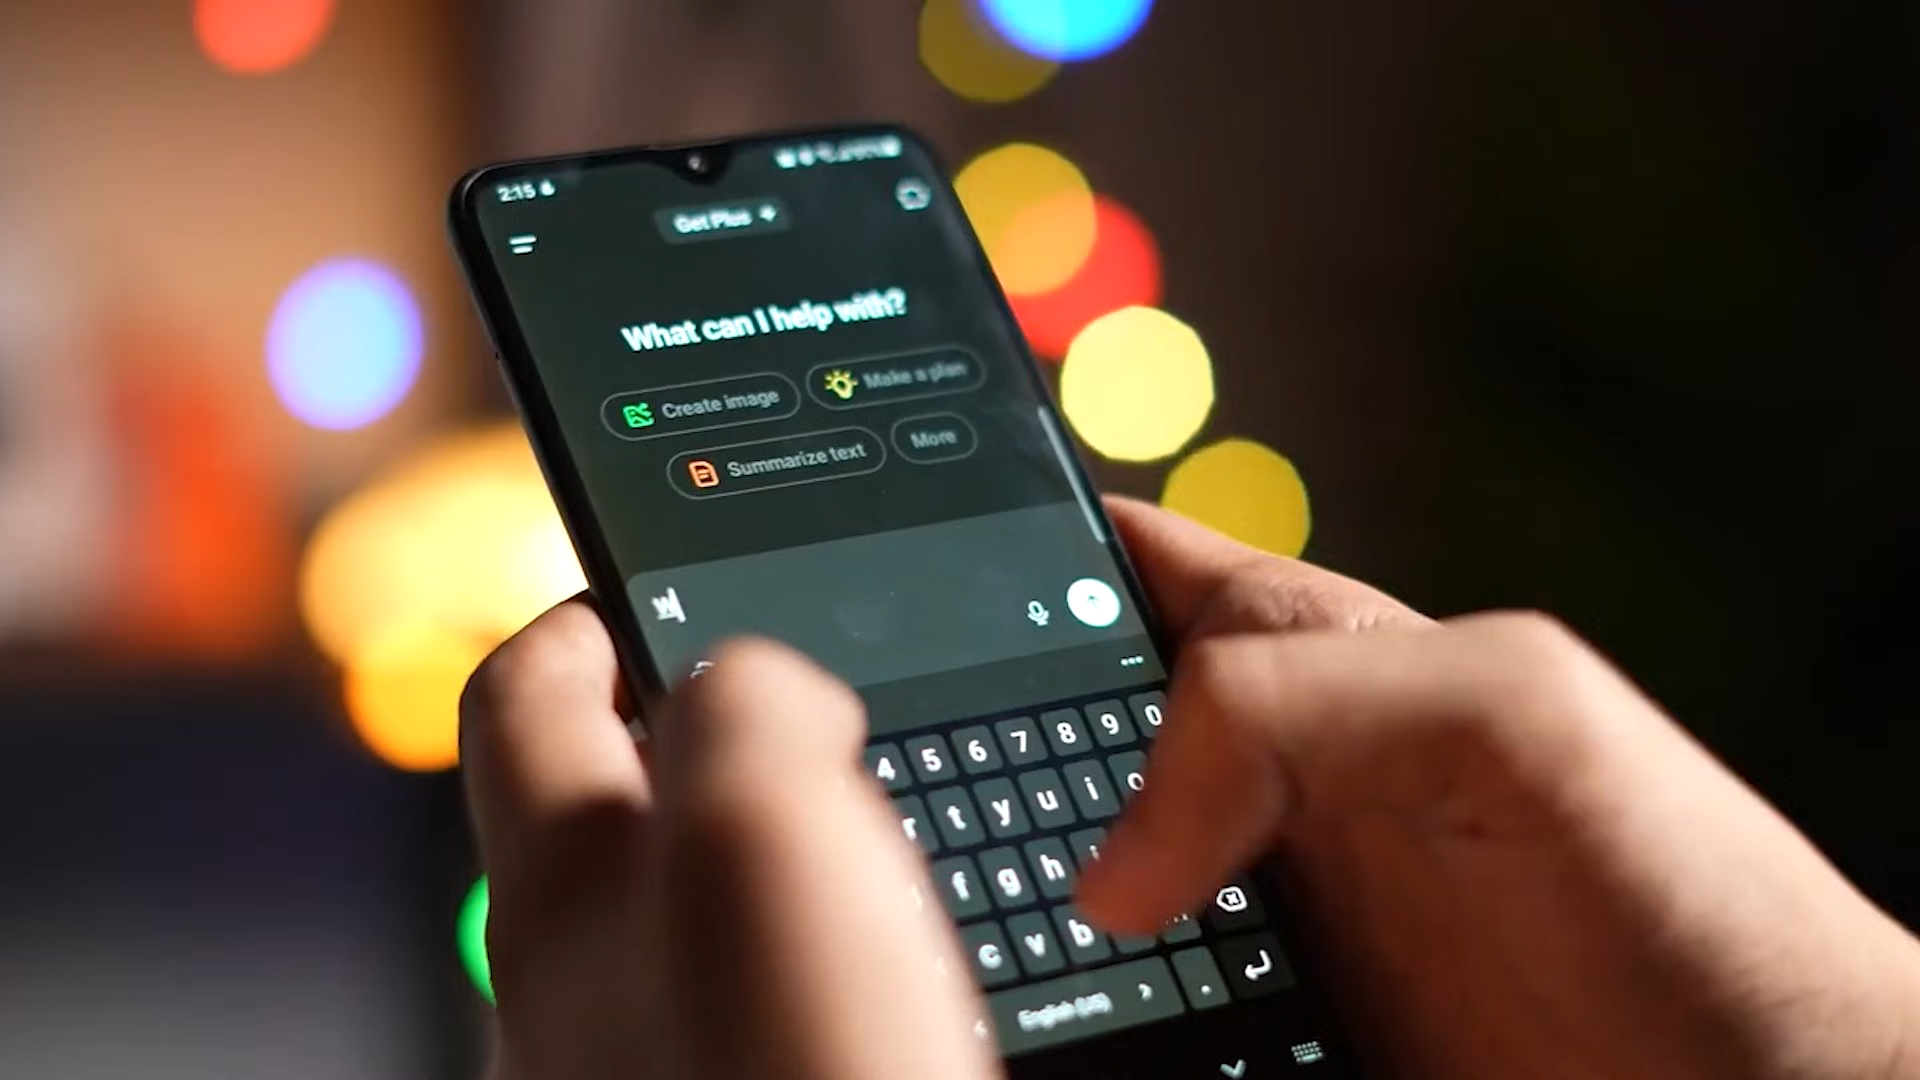 2:15
Get Plus +
What can I help with?
Create image
Make a plan
Summarize text
More
w
4 5 6 7 8 9 0
r t y u i o
f g h
c v b
English (US)
.